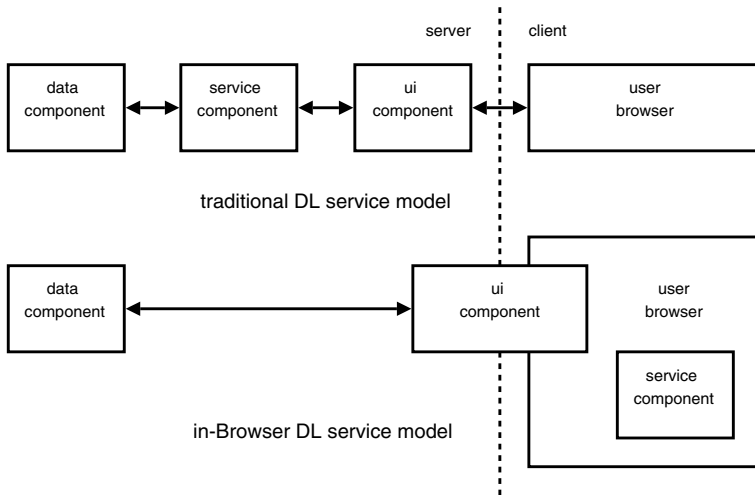 server client
data service ui user
component component component browser
traditional DL service model
data ui user
component component browser
service
component
in-Browser DL service model